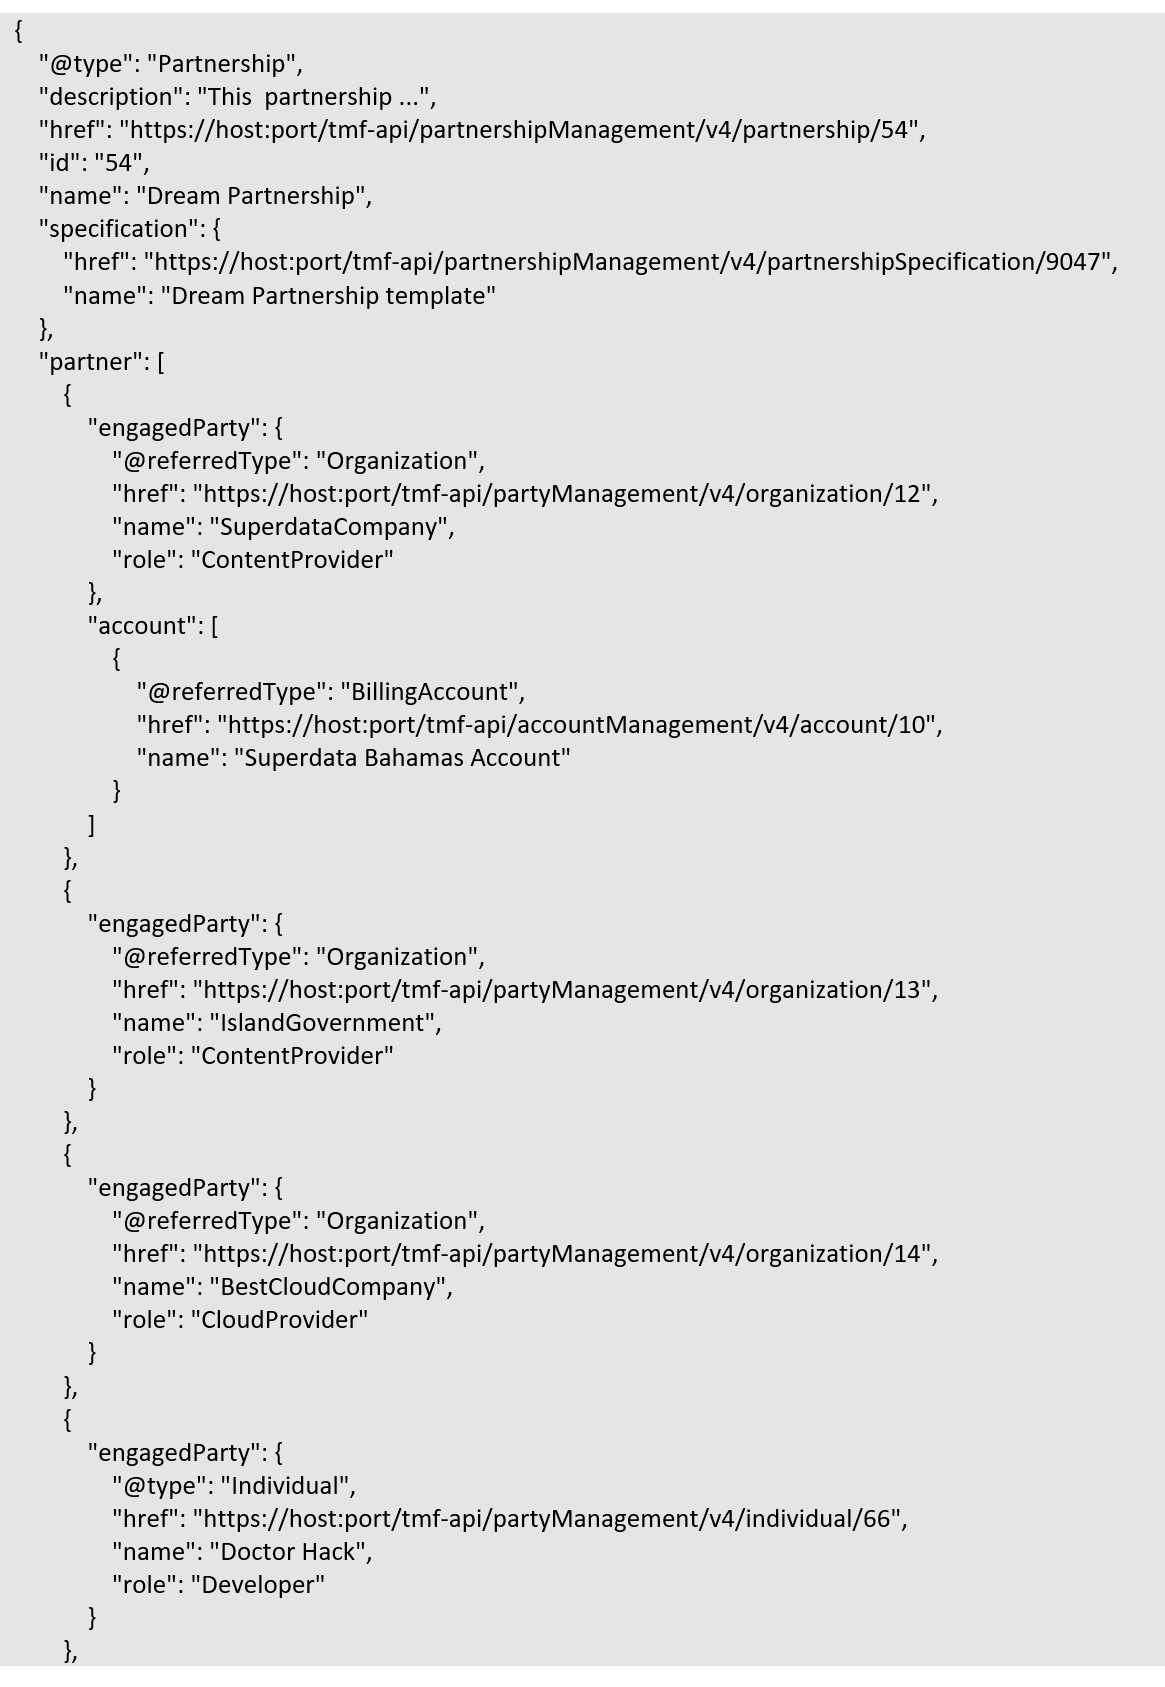 {
"@type": "Partnership",
"description": "This  partnership ...",
"href": "https://host:port/tmf-api/partnershipManagement/v4/partnership/54",
"id": "54",
"name": "Dream Partnership",
"specification": {
"href": "https://host:port/tmf-api/partnershipManagement/v4/partnershipSpecification/9047",
"name": "Dream Partnership template"
},
"partner": [
{
"engagedParty": {
"@referredType": "Organization",
"href": "https://host:port/tmf-api/partyManagement/v4/organization/12",
"name": "SuperdataCompany",
"role": "ContentProvider"
},
"account": [
{
"@referredType": "BillingAccount",
"href": "https://host:port/tmf-api/accountManagement/v4/account/10",
"name": "Superdata Bahamas Account"
}
]
},
{
"engagedParty": {
"@referredType": "Organization",
"href": "https://host:port/tmf-api/partyManagement/v4/organization/13",
"name": "IslandGovernment",
"role": "ContentProvider"
}
},
{
"engagedParty": {
"@referredType": "Organization",
"href": "https://host:port/tmf-api/partyManagement/v4/organization/14",
"name": "BestCloudCompany",
"role": "CloudProvider"
}
},
{
"engagedParty": {
"@type": "Individual",
"href": "https://host:port/tmf-api/partyManagement/v4/individual/66",
"name": "Doctor Hack",
"role": "Developer"
}
},